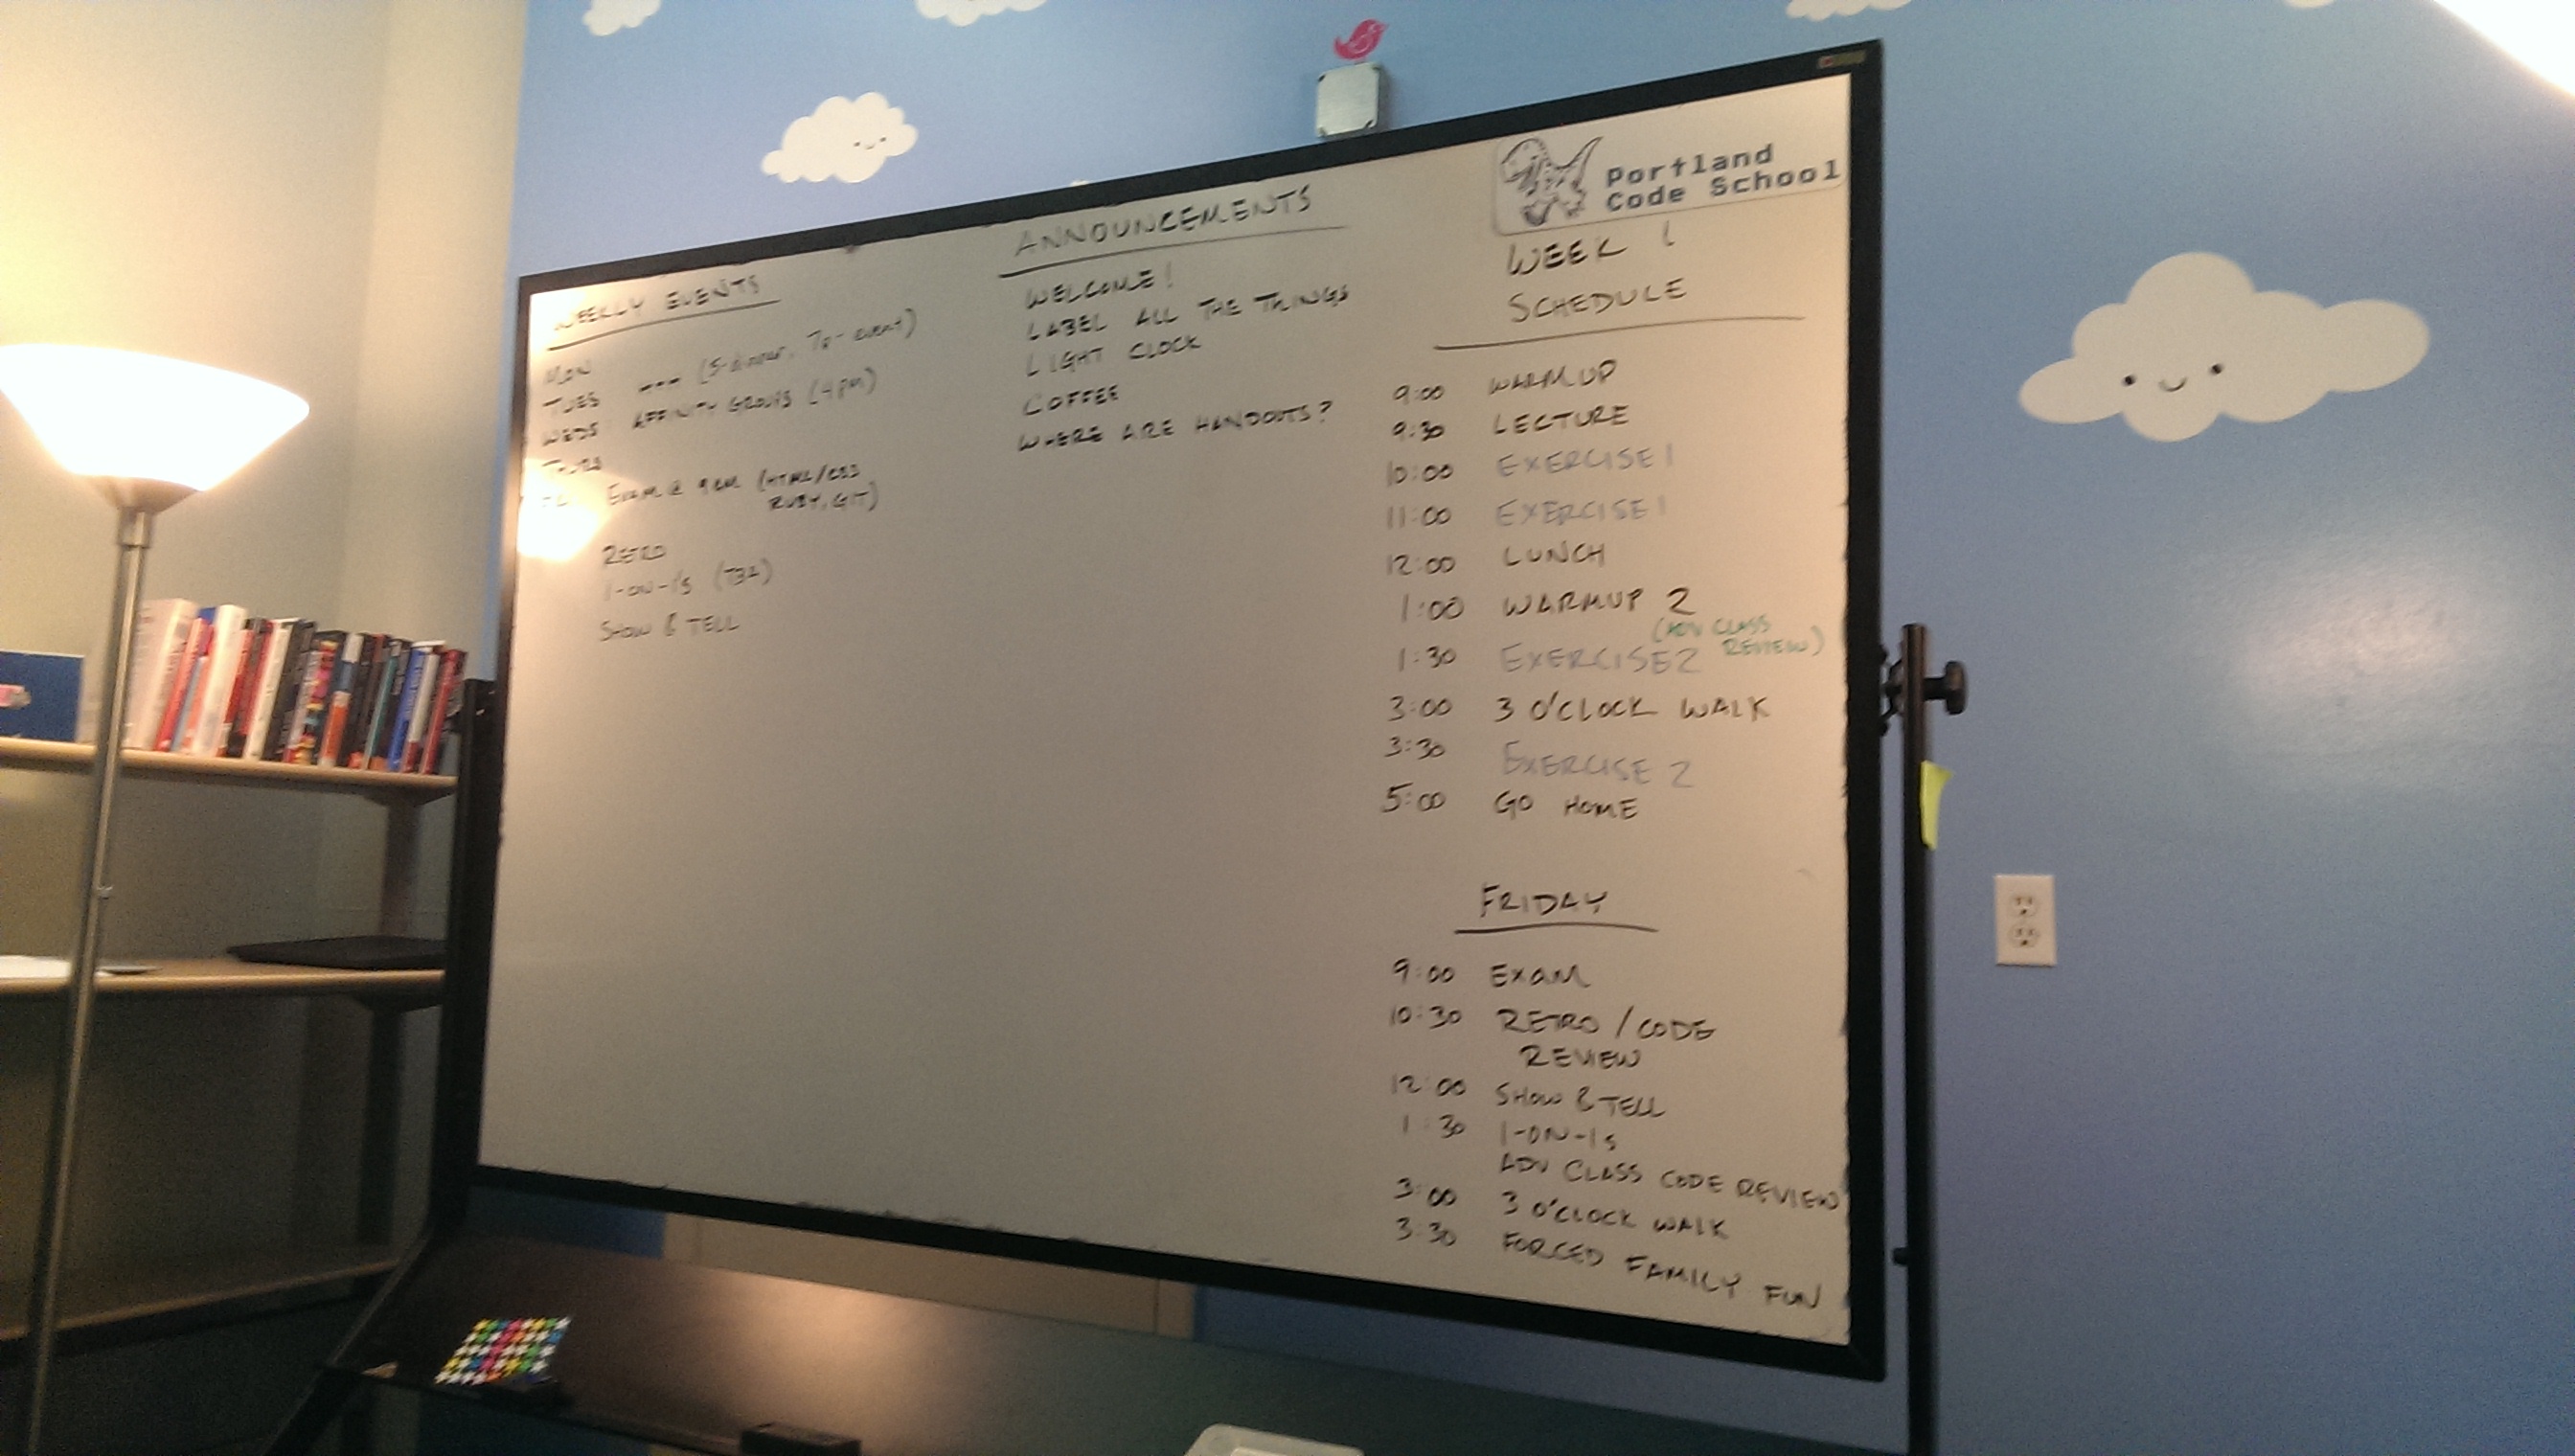 WEEKLY EVENTS
MON
TUES --- (5-dinner, 7p-event)
WEDS AFFINITY GROUPS (4pm)
THURS
EXAM @ 9AM (HTML/CSS
RUBY, GIT)
RETRO
1-ON-1s
SHOW & TELL
ANNOUNCEMENTS
WELCOME!
LABEL ALL THE THINGS
LIGHT CLOCK
COFFEE
WHERE ARE HANDOUTS?
Portland
Code School
WEEK 1
SCHEDULE
9:00 WARMUP
9:30 LECTURE
10:00 EXERCISE 1
11:00 EXERCISE 1
12:00 LUNCH
1:00 WARMUP 2
(ADV CLASS
REVIEW)
1:30 EXERCISE 2
3:00 3 O'CLOCK WALK
3:30 EXERCISE 2
5:00 GO HOME
FRIDAY
9:00 EXAM
10:30 RETRO / CODE
REVIEW
12:00 SHOW & TELL
1:30 1-ON-1s
ADV CLASS CODE REVIEW
3:00 3 O'CLOCK WALK
3:30 FORCED FAMILY FUN